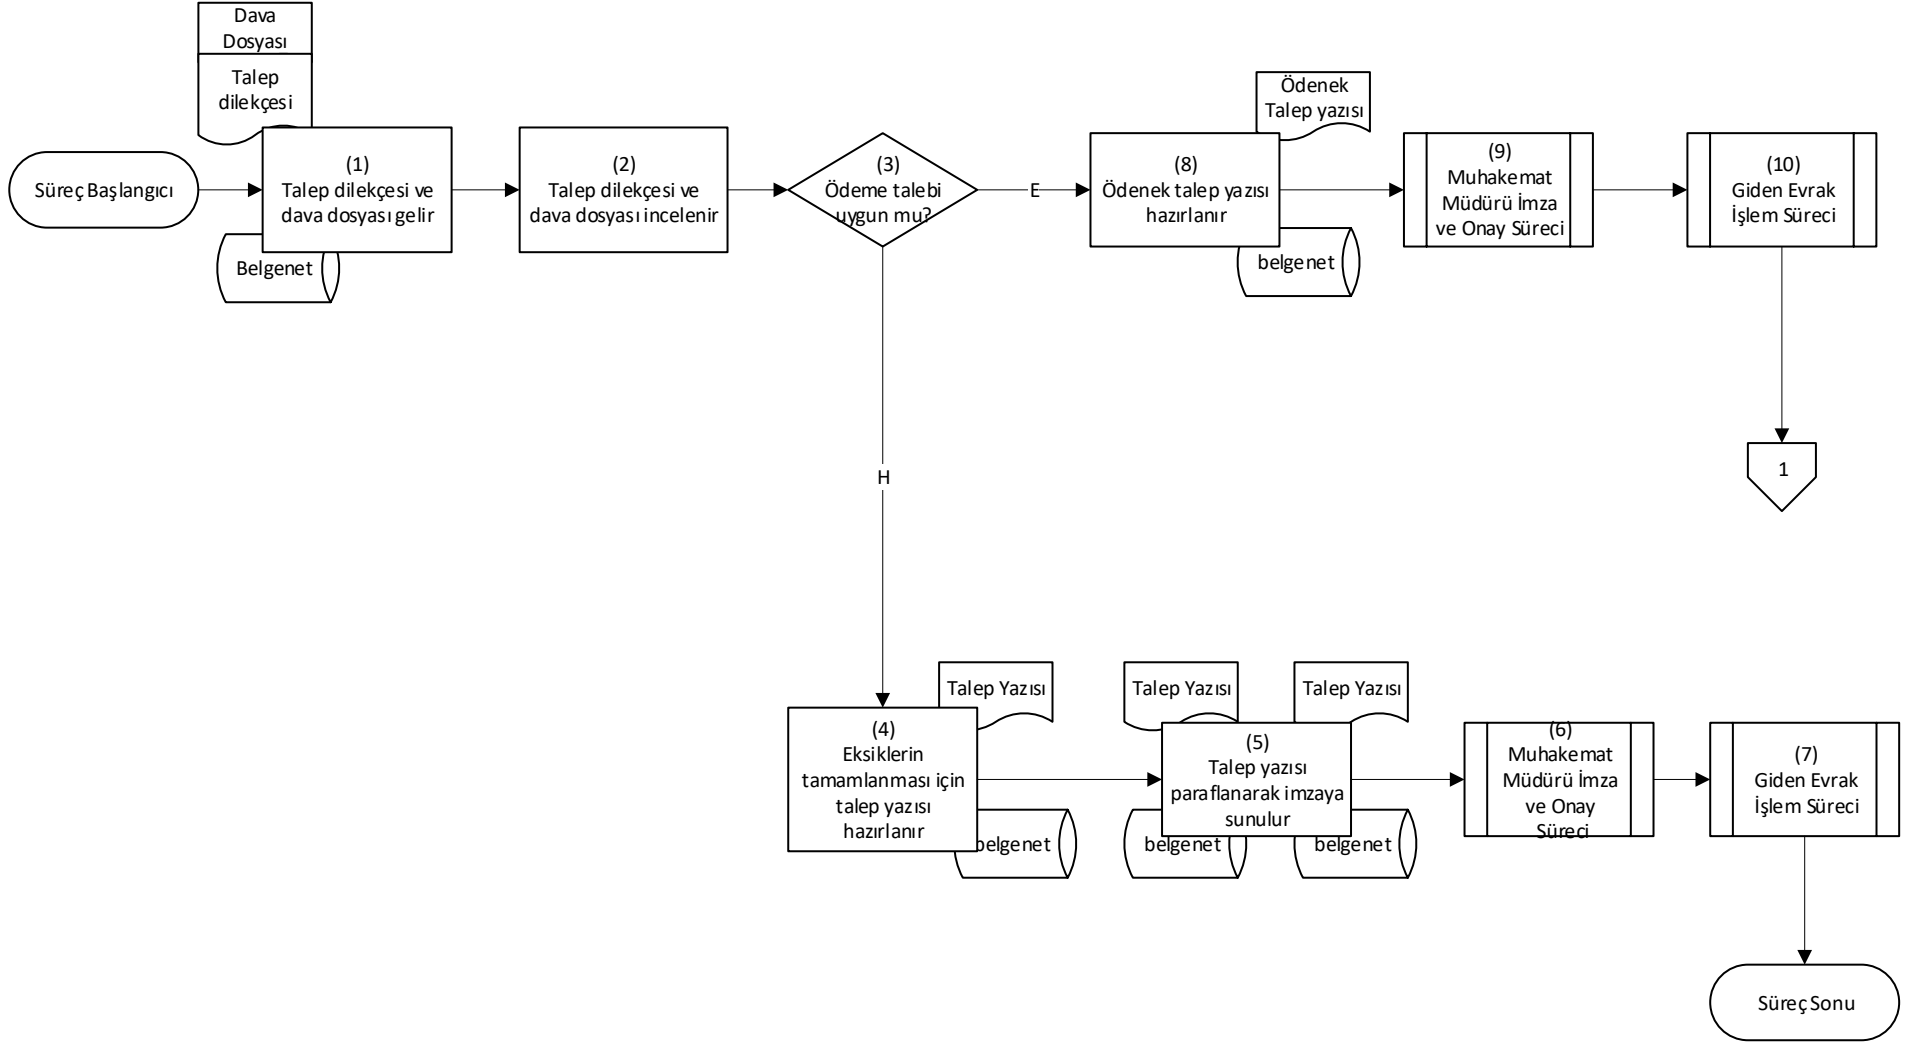 Dava
Dosyası
Talep
dilekçesi
Süreç Başlangıcı
(1)
Talep dilekçesi ve
dava dosyası gelir
Belgenet
(2)
Talep dilekçesi ve
dava dosyası incelenir
(3)
Ödeme talebi
uygun mu?
E
Ödenek
Talep yazısı
(8)
Ödenek talep yazısı
hazırlanır
belgenet
(9)
Muhakemat
Müdürü İmza
ve Onay Süreci
(10)
Giden Evrak
İşlem Süreci
1
H
Talep Yazısı
(4)
Eksiklerin
tamamlanması için
talep yazısı
hazırlanır
belgenet
Talep Yazısı
Talep Yazısı
(5)
Talep yazısı
paraflanarak imzaya
sunulur
belgenet
belgenet
(6)
Muhakemat
Müdürü İmza
ve Onay
Süreci
(7)
Giden Evrak
İşlem Süreci
Süreç Sonu